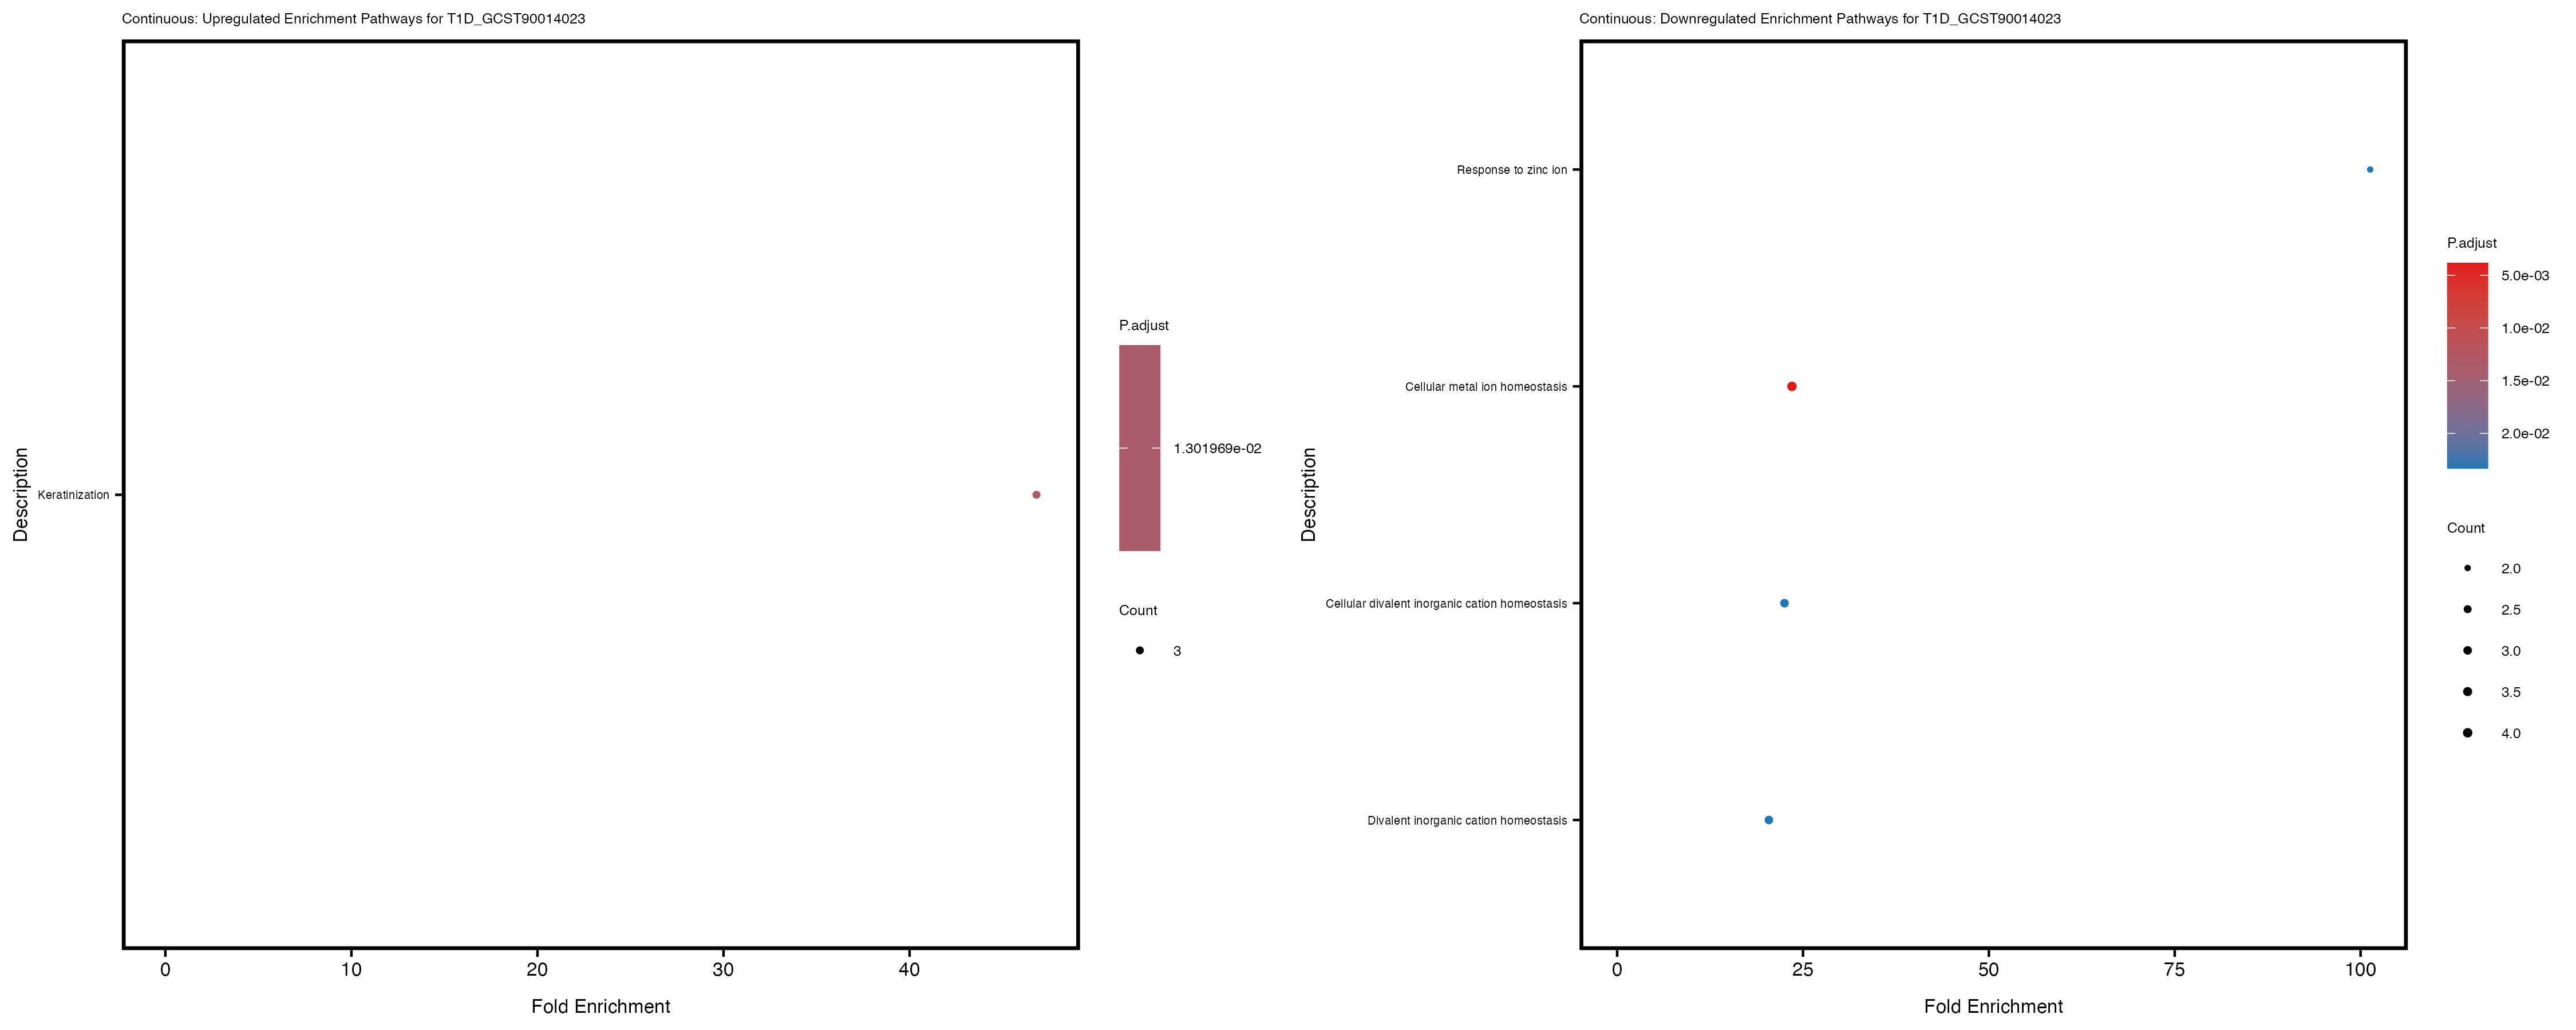 Continuous: Upregulated Enrichment Pathways for T1D_GCST90014023
Description
Keratinization
0
10
20
30
40
Fold Enrichment
P.adjust
1.301969e-02
Count
3
Continuous: Downregulated Enrichment Pathways for T1D_GCST90014023
Description
Response to zinc ion
Cellular metal ion homeostasis
Cellular divalent inorganic cation homeostasis
Divalent inorganic cation homeostasis
0
25
50
75
100
Fold Enrichment
P.adjust
5.0e-03
1.0e-02
1.5e-02
2.0e-02
Count
2.0
2.5
3.0
3.5
4.0